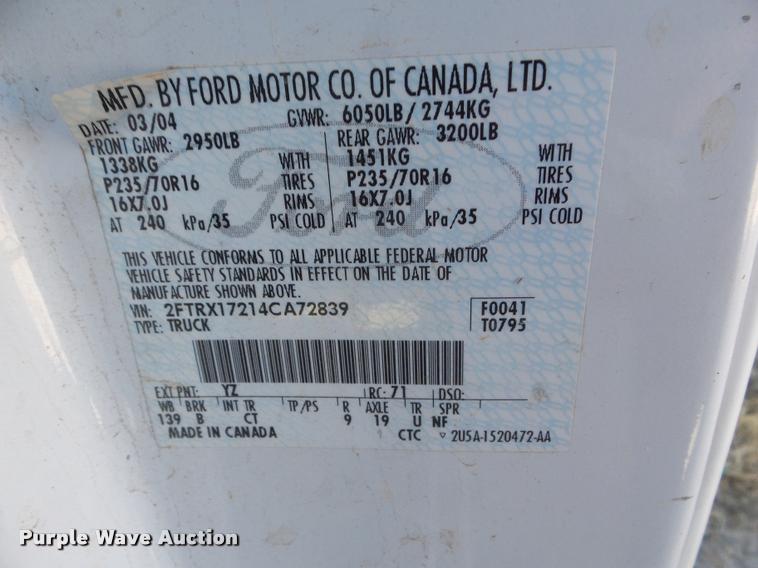 MFD. BY FORD MOTOR CO. OF CANADA, LTD.
DATE: 03/04 GVWR: 6050LB/ 2744KG
FRONT GAWR: 2950LB REAR GAWR: 3200LB
1338KG WITH 1451KG WITH
P235/70R16 TIRES P235/70R16 TIRES
16X7.0J RIMS 16X7.0J RIMS
AT 240 kPa/35 PSI COLD AT 240 kPa/35 PSI COLD
Ford
THIS VEHICLE CONFORMS TO ALL APPLICABLE FEDERAL MOTOR
VEHICLE SAFETY STANDARDS IN EFFECT ON THE DATE OF
MANUFACTURE SHOWN ABOVE.
VIN: 2FTRX17214CA72839 F0041
TYPE: TRUCK T0795
EXT PNT: YZ RC: 71 DSO:
WB BRK INT TR TP/PS R AXLE TR SPR
139 B CT 9 19 U NF
MADE IN CANADA CTC ▽ 2U5A-1520472-AA
Purple Wave Auction